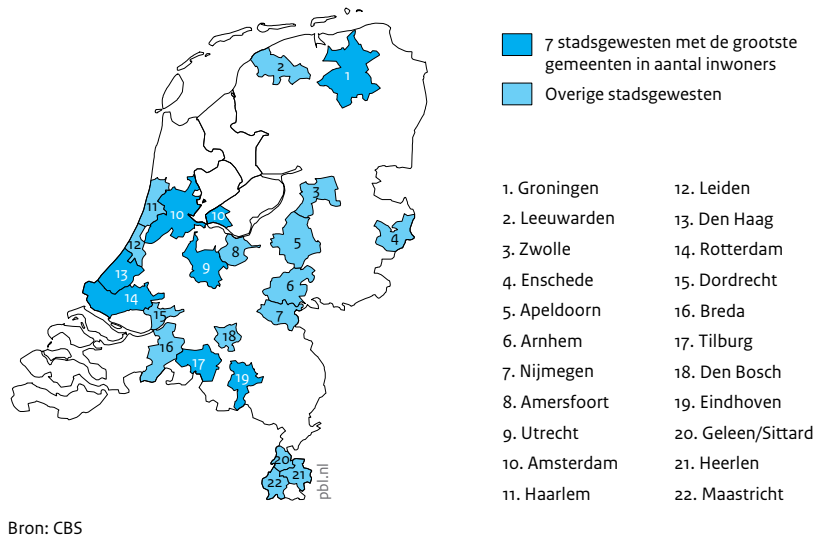 7 stadsgewesten met de grootste
gemeenten in aantal inwoners
Overige stadsgewesten
1
2
3
4
5
6
7
8
9
10
10
11
12
13
14
15
16
17
18
19
20
21
22
pbl.nl
1. Groningen
2. Leeuwarden
3. Zwolle
4. Enschede
5. Apeldoorn
6. Arnhem
7. Nijmegen
8. Amersfoort
9. Utrecht
10. Amsterdam
11. Haarlem
12. Leiden
13. Den Haag
14. Rotterdam
15. Dordrecht
16. Breda
17. Tilburg
18. Den Bosch
19. Eindhoven
20. Geleen/Sittard
21. Heerlen
22. Maastricht
Bron: CBS